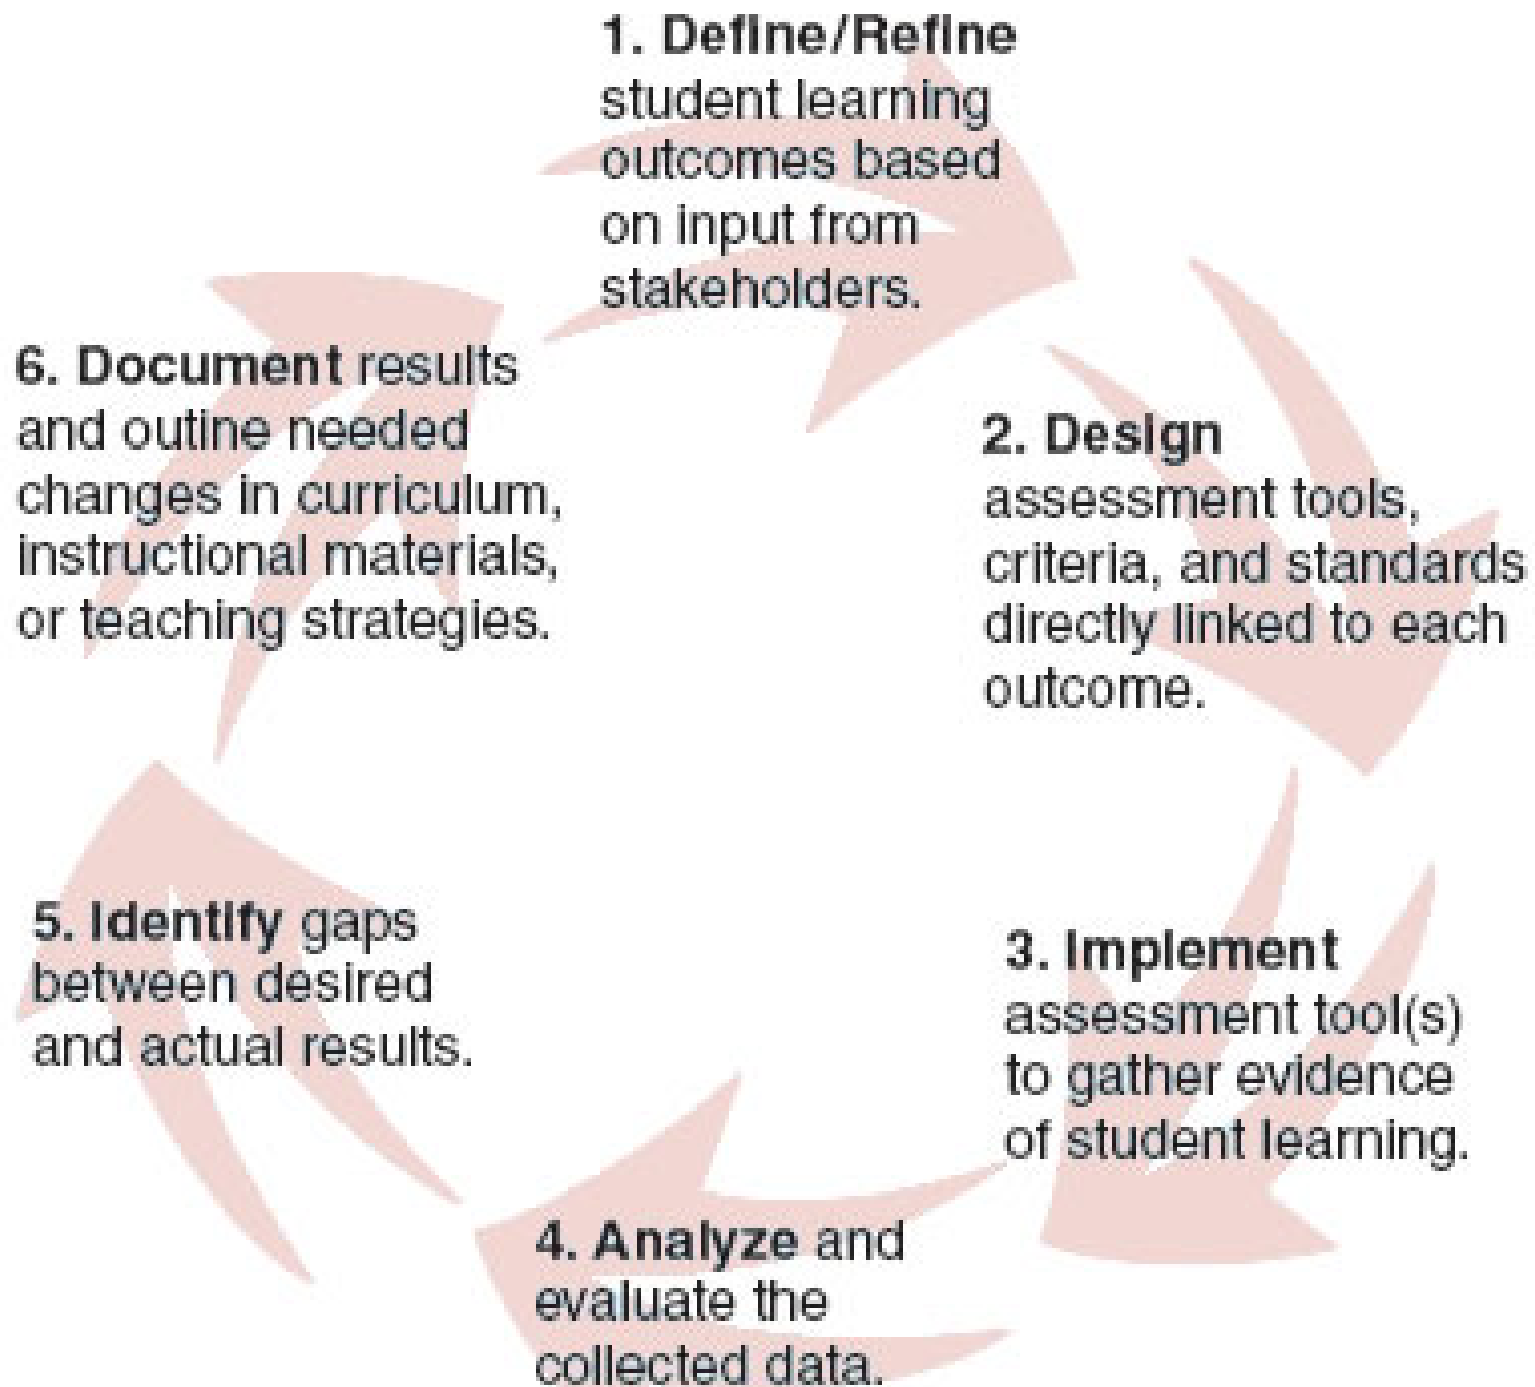 1. Define/Refine
student learning
outcomes based
on input from
stakeholders.
2. Design
assessment tools,
criteria, and standards
directly linked to each
outcome.
3. Implement
assessment tool(s)
to gather evidence
of student learning.
4. Analyze and
evaluate the
collected data.
5. Identify gaps
between desired
and actual results.
6. Document results
and outine needed
changes in curriculum,
instructional materials,
or teaching strategies.